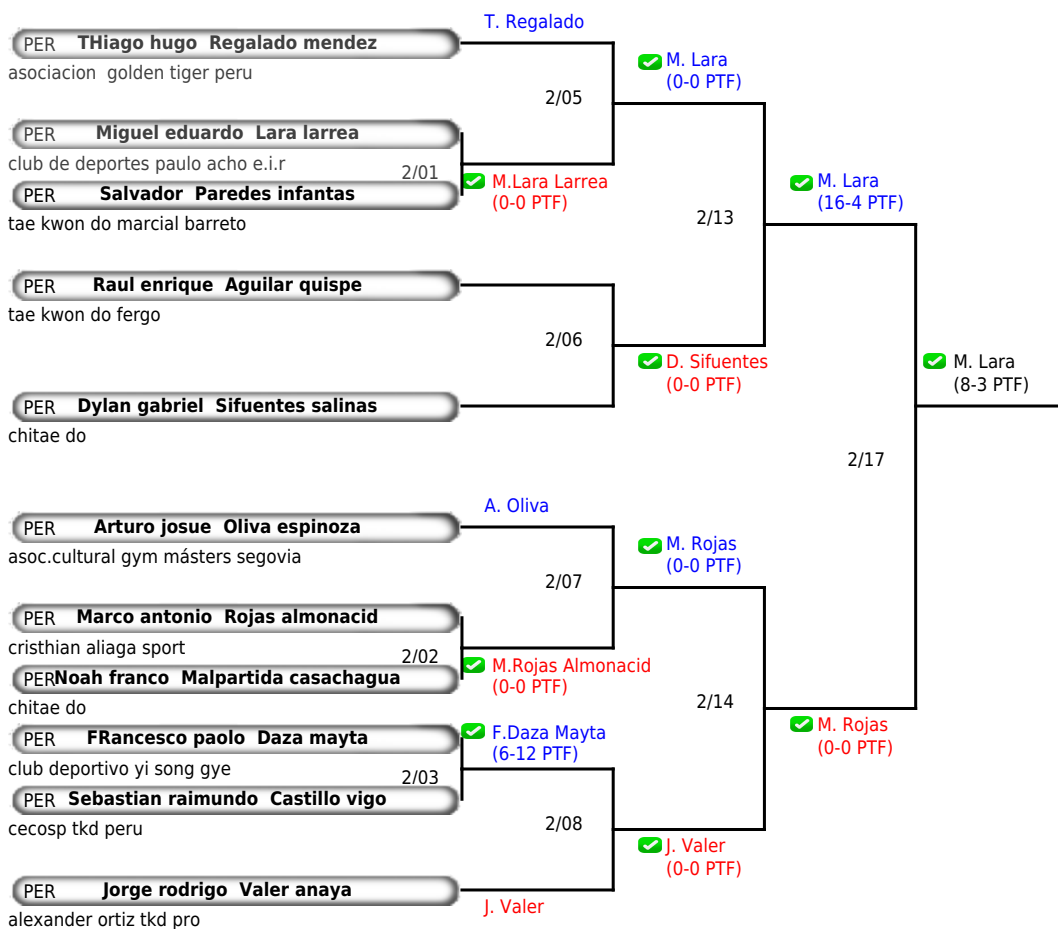 T. Regalado
PER THiago hugo Regalado mendez
asociacion golden tiger peru
M. Lara
(0-0 PTF)
2/05
PER Miguel eduardo Lara larrea
club de deportes paulo acho e.i.r
2/01
M.Lara Larrea
(0-0 PTF)
PER Salvador Paredes infantas
tae kwon do marcial barreto
M. Lara
(16-4 PTF)
2/13
PER Raul enrique Aguilar quispe
tae kwon do fergo
2/06
D. Sifuentes
(0-0 PTF)
M. Lara
(8-3 PTF)
PER Dylan gabriel Sifuentes salinas
chitae do
2/17
A. Oliva
PER Arturo josue Oliva espinoza
asoc.cultural gym másters segovia
M. Rojas
(0-0 PTF)
2/07
PER Marco antonio Rojas almonacid
cristhian aliaga sport
2/02
M.Rojas Almonacid
(0-0 PTF)
PER Noah franco Malpartida casachagua
chitae do
2/14
M. Rojas
(0-0 PTF)
PER FRancesco paolo Daza mayta
F.Daza Mayta
(6-12 PTF)
club deportivo yi song gye
2/03
PER Sebastian raimundo Castillo vigo
cecosp tkd peru
2/08
J. Valer
(0-0 PTF)
PER Jorge rodrigo Valer anaya
J. Valer
alexander ortiz tkd pro